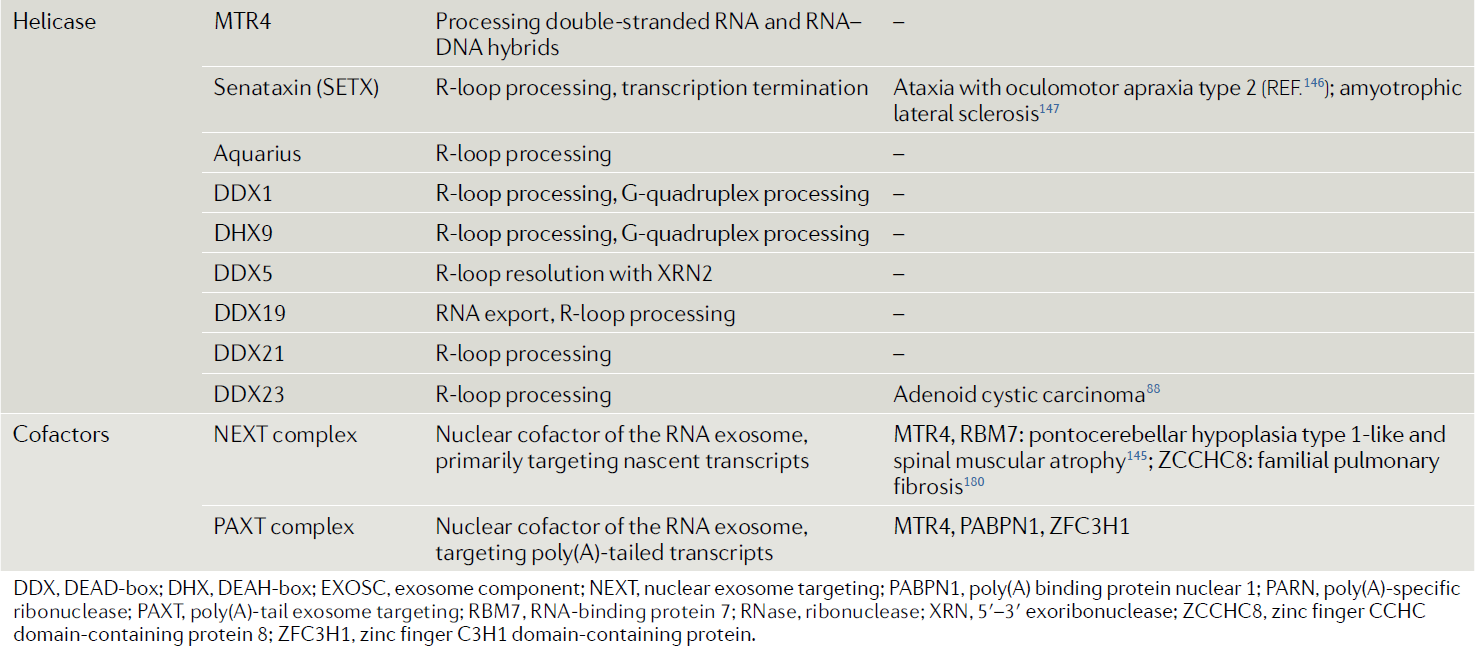 Helicase MTR4 Processing double-stranded RNA and RNA– –
DNA hybrids
Senataxin (SETX) R-loop processing, transcription termination Ataxia with oculomotor apraxia type 2 (REF.146); amyotrophic
lateral sclerosis147
Aquarius R-loop processing –
DDX1 R-loop processing, G-quadruplex processing –
DHX9 R-loop processing, G-quadruplex processing –
DDX5 R-loop resolution with XRN2 –
DDX19 RNA export, R-loop processing –
DDX21 R-loop processing –
DDX23 R-loop processing Adenoid cystic carcinoma88
Cofactors NEXT complex Nuclear cofactor of the RNA exosome, MTR4, RBM7: pontocerebellar hypoplasia type 1-like and
primarily targeting nascent transcripts spinal muscular atrophy145; ZCCHC8: familial pulmonary
fibrosis180
PAXT complex Nuclear cofactor of the RNA exosome, MTR4, PABPN1, ZFC3H1
targeting poly(A)-tailed transcripts
DDX, DEAD-box; DHX, DEAH-box; EXOSC, exosome component; NEXT, nuclear exosome targeting; PABPN1, poly(A) binding protein nuclear 1; PARN, poly(A)-specific
ribonuclease; PAXT, poly(A)-tail exosome targeting; RBM7, RNA-binding protein 7; RNase, ribonuclease; XRN, 5′–3′ exoribonuclease; ZCCHC8, zinc finger CCHC
domain-containing protein 8; ZFC3H1, zinc finger C3H1 domain-containing protein.